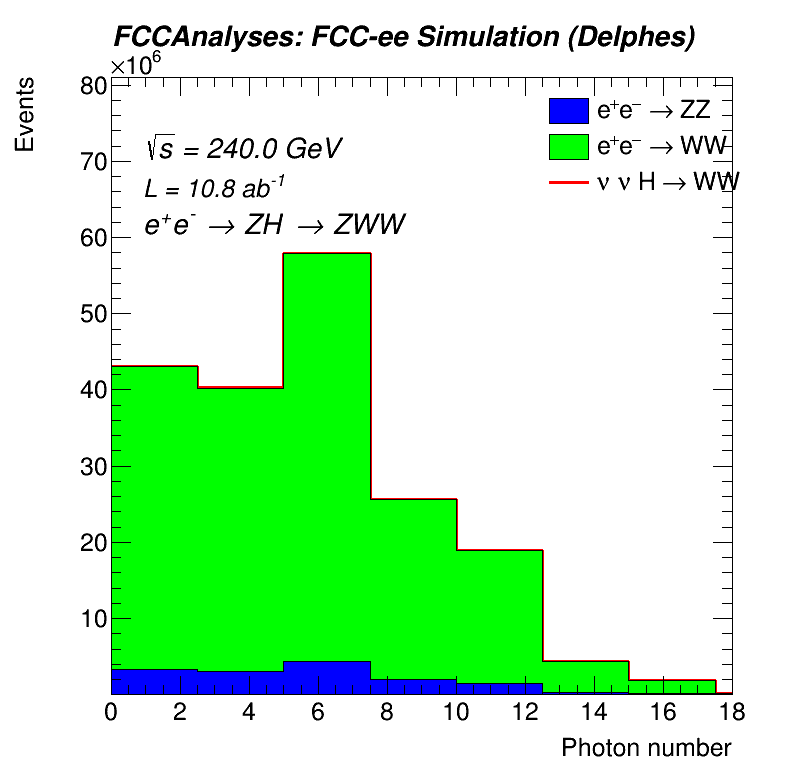 FCCAnalyses: FCC-ee Simulation (Delphes)
×10⁶
Events
e⁺e⁻ → ZZ
e⁺e⁻ → WW
ν ν H → WW
√s = 240.0 GeV
L = 10.8 ab⁻¹
e⁺e⁻ → ZH → ZWW
80
70
60
50
40
30
20
10
0 2 4 6 8 10 12 14 16 18
Photon number